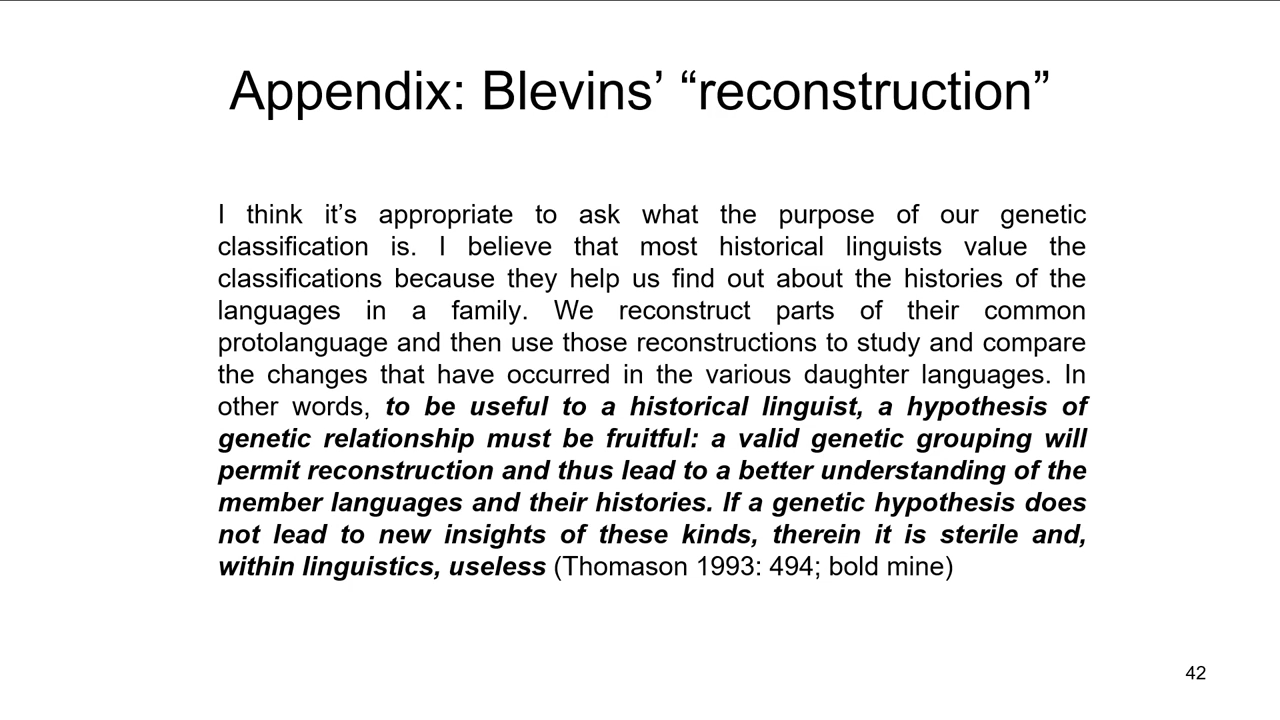 Appendix: Blevins’ “reconstruction”
I think it’s appropriate to ask what the purpose of our genetic
classification is. I believe that most historical linguists value the
classifications because they help us find out about the histories of the
languages in a family. We reconstruct parts of their common
protolanguage and then use those reconstructions to study and compare
the changes that have occurred in the various daughter languages. In
other words, to be useful to a historical linguist, a hypothesis of
genetic relationship must be fruitful: a valid genetic grouping will
permit reconstruction and thus lead to a better understanding of the
member languages and their histories. If a genetic hypothesis does
not lead to new insights of these kinds, therein it is sterile and,
within linguistics, useless (Thomason 1993: 494; bold mine)
42